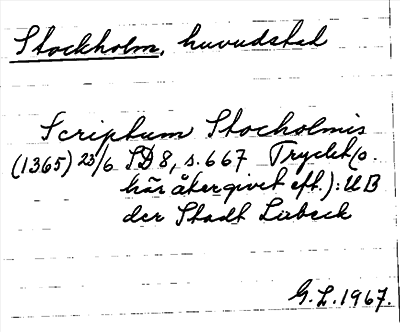 Stockholm, huvudstad
Scriptum Stocholmis
(1365) 23/6 SD 8, s. 667 Tryckt (o.
här återgivet eft.): UB
der Stadt Lübeck
G.L. 1967.